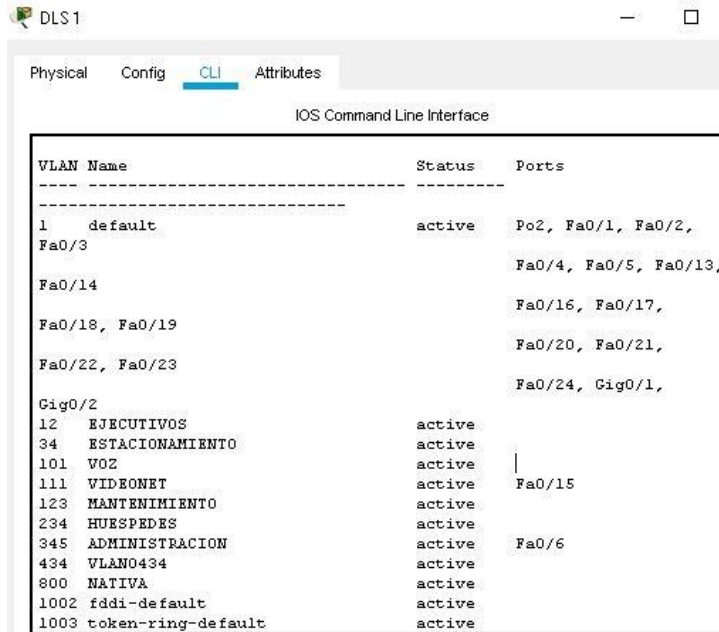 DLS1
Physical Config CLI Attributes
IOS Command Line Interface
VLAN Name Status Ports
---- -------------------------------- ---------
-------------------------------
1 default active Po2, Fa0/1, Fa0/2,
Fa0/3
Fa0/4, Fa0/5, Fa0/13,
Fa0/14
Fa0/16, Fa0/17,
Fa0/18, Fa0/19
Fa0/20, Fa0/21,
Fa0/22, Fa0/23
Fa0/24, Gig0/1,
Gig0/2
12 EJECUTIVOS active
34 ESTACIONAMIENTO active
101 VOZ active
111 VIDEONET active Fa0/15
123 MANTENIMIENTO active
234 HUESPEDES active
345 ADMINISTRACION active Fa0/6
434 VLAN0434 active
800 NATIVA active
1002 fddi-default active
1003 token-ring-default active